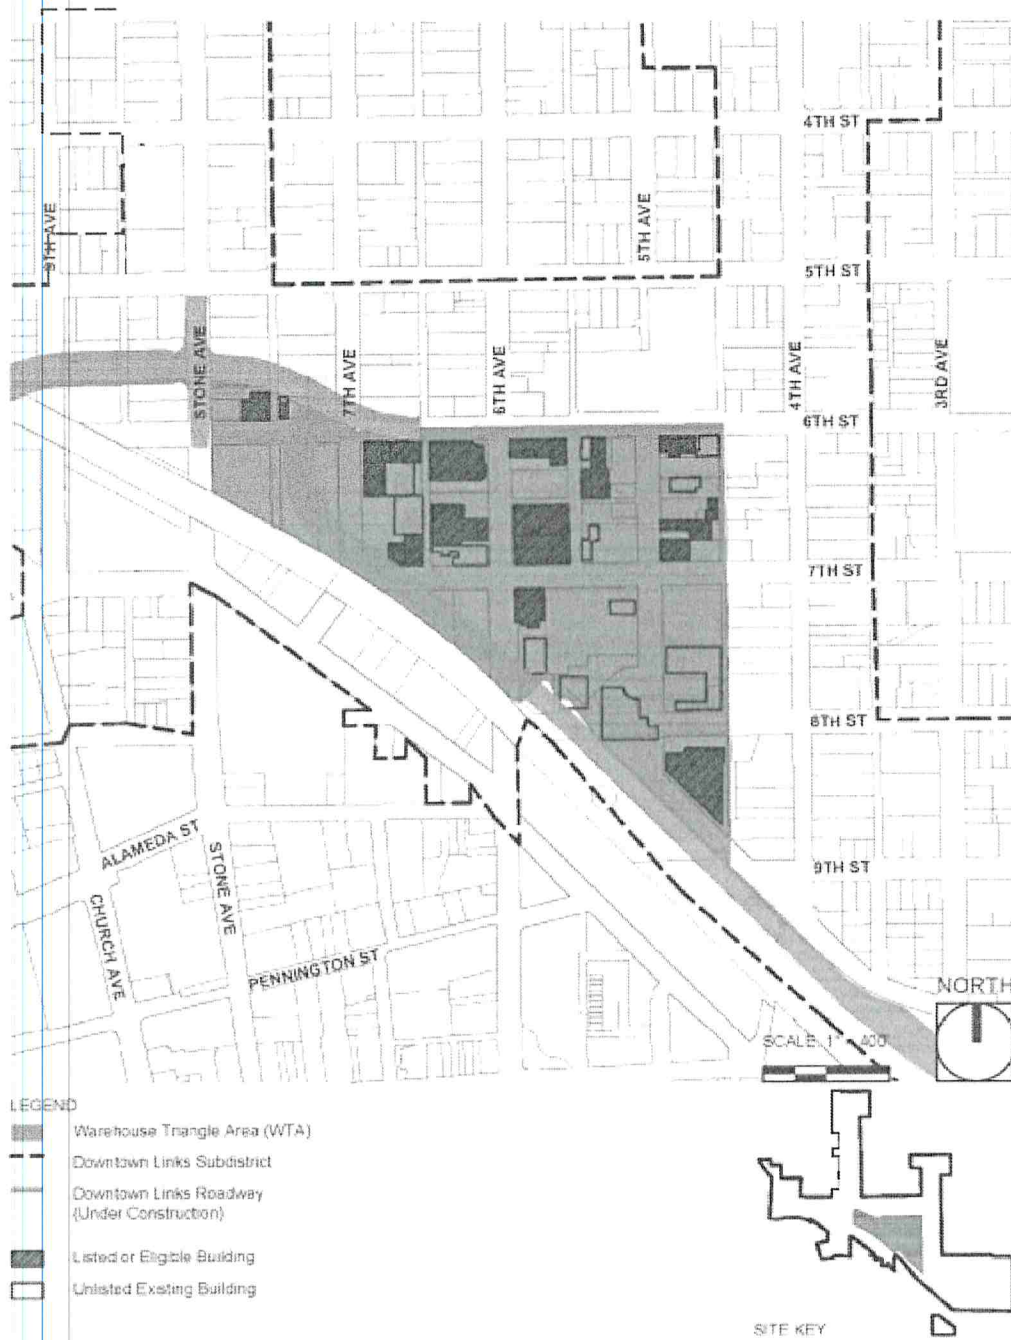 4TH ST
9TH AVE
5TH AVE
5TH ST
STONE AVE
7TH AVE
6TH AVE
4TH AVE
3RD AVE
6TH ST
7TH ST
8TH ST
ALAMEDA ST
STONE AVE
9TH ST
CHURCH AVE
PENNINGTON ST
NORTH
SCALE: 1" 400'
LEGEND
Warehouse Triangle Area (WTA)
Downtown Links Subdistrict
Downtown Links Roadway
(Under Construction)
Listed or Eligible Building
Unlisted Existing Building
SITE KEY